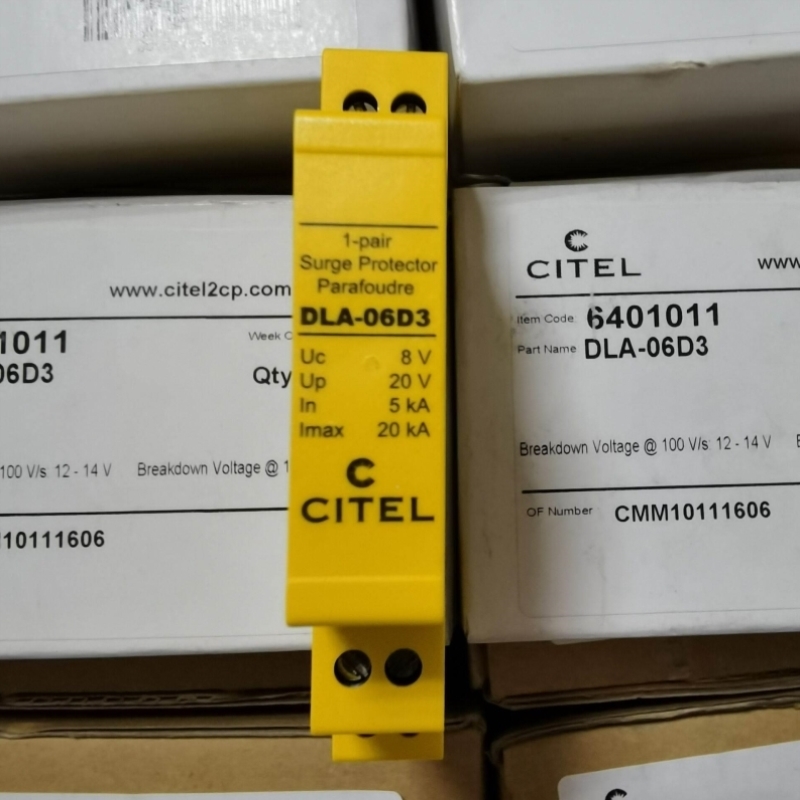 www.citel2cp.com
1011
06D3
Week C
Qty
100 V/s: 12 - 14 V Breakdown Voltage @ 1
10111606
1-pair
Surge Protector
Parafoudre
DLA-06D3
Uc 8 V
Up 20 V
In 5 kA
Imax 20 kA
C
CITEL
C
CITEL
www
Item Code: 6401011
Part Name DLA-06D3
Breakdown Voltage @ 100 V/s: 12 - 14 V
OF Number CMM10111606